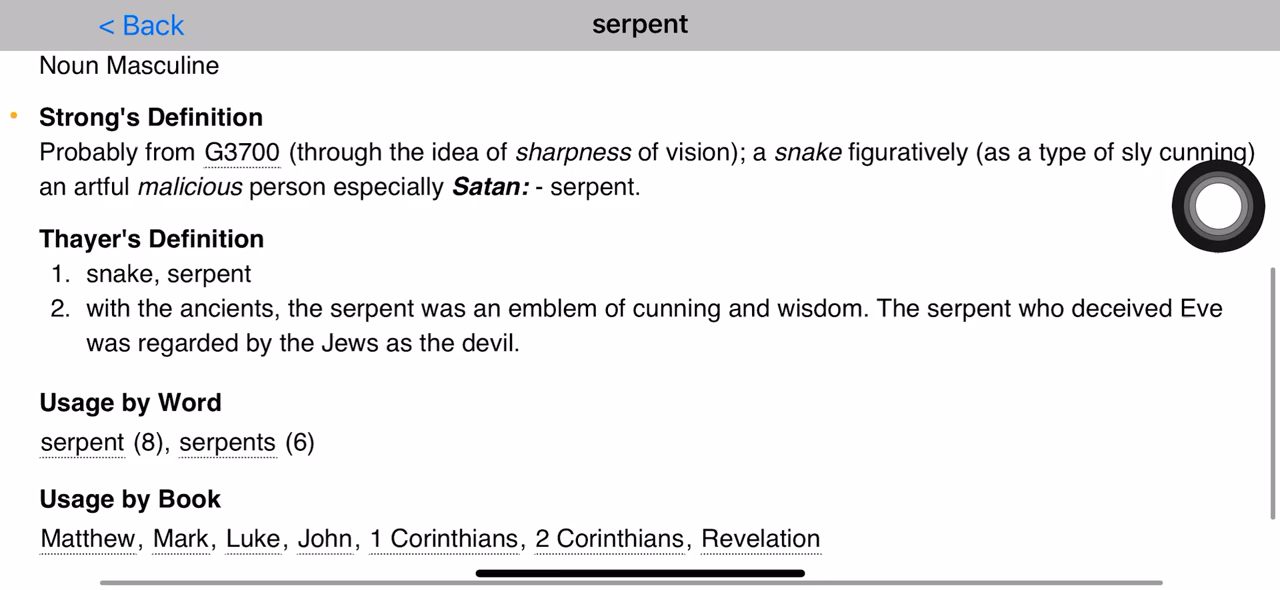 < Back
serpent
Noun Masculine
• Strong's Definition
Probably from G3700 (through the idea of sharpness of vision); a snake figuratively (as a type of sly cunning)
an artful malicious person especially Satan: - serpent.
Thayer's Definition
1. snake, serpent
2. with the ancients, the serpent was an emblem of cunning and wisdom. The serpent who deceived Eve
was regarded by the Jews as the devil.
Usage by Word
serpent (8), serpents (6)
Usage by Book
Matthew, Mark, Luke, John, 1 Corinthians, 2 Corinthians, Revelation